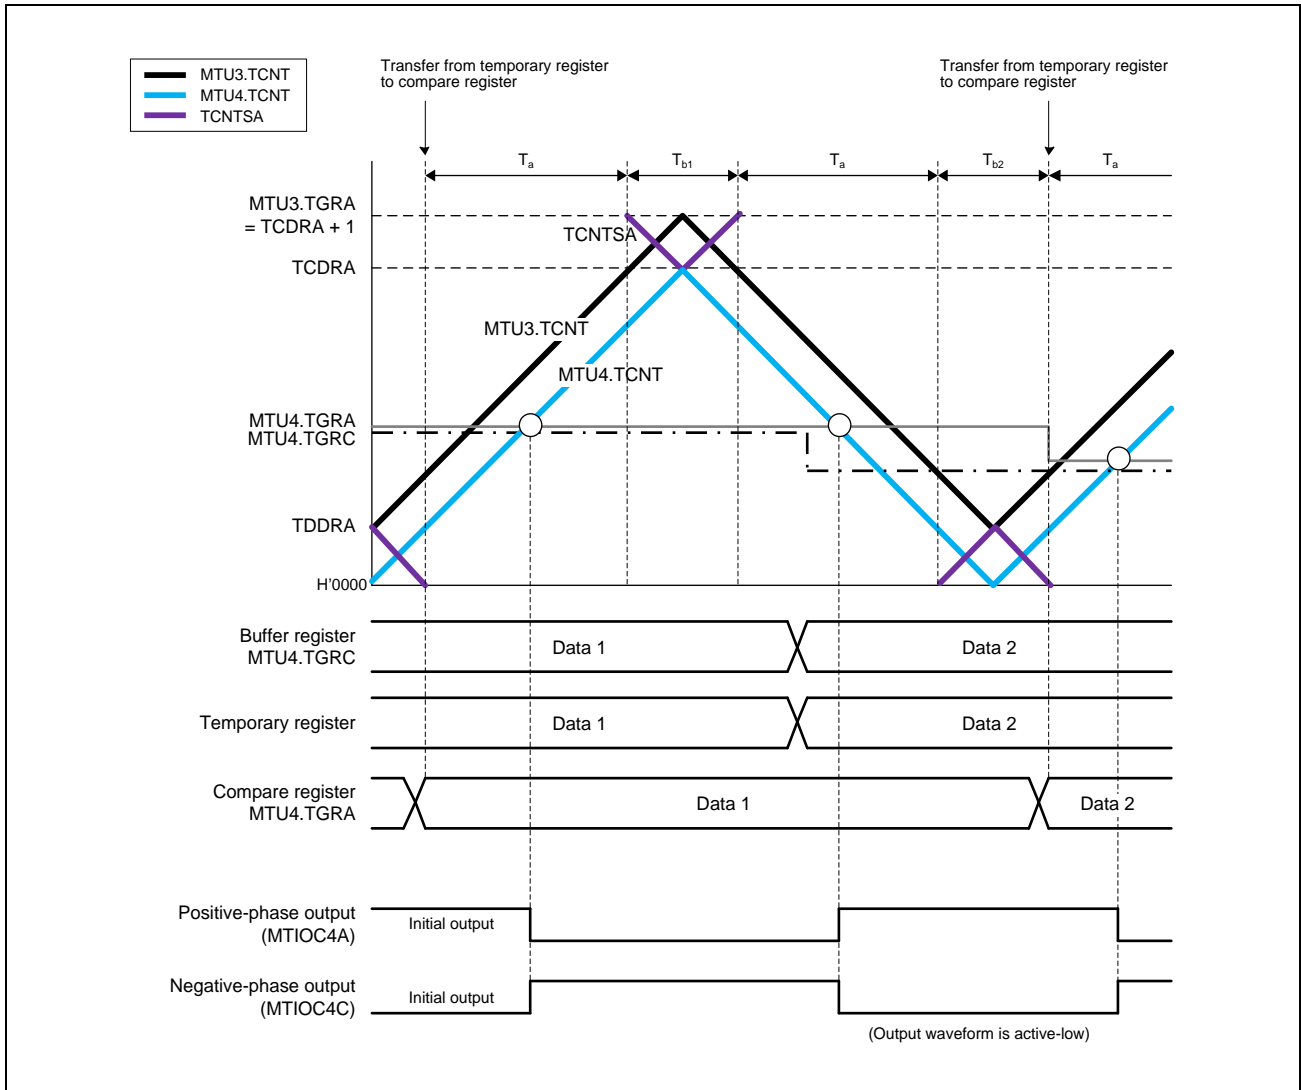 Transfer from temporary register
to compare register
Transfer from temporary register
to compare register
MTU3.TCNT
MTU4.TCNT
TCNTSA
Ta
Tb1
Ta
Tb2
Ta
MTU3.TGRA
= TCDRA + 1
TCNTSA
TCDRA
MTU3.TCNT
MTU4.TCNT
MTU4.TGRA
MTU4.TGRC
TDDRA
H'0000
Buffer register
MTU4.TGRC
Data 1
Data 2
Temporary register
Data 1
Data 2
Compare register
MTU4.TGRA
Data 1
Data 2
Positive-phase output
(MTIOC4A)
Initial output
Negative-phase output
(MTIOC4C)
Initial output
(Output waveform is active-low)